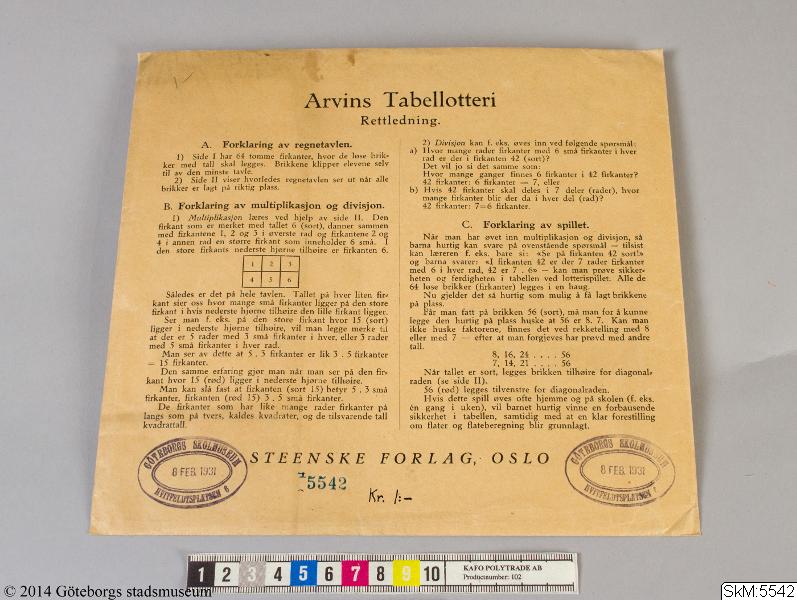 Arvins Tabellotteri
Rettledning.
A. Forklaring av regnetavlen.
1) Side I har 64 tomme firkanter, hvor de løse brik-
ker med tall skal legges. Brikkene klipper elevene selv
til av den minste tavle.
2) Side II viser hvorledes regnetavlen ser ut når alle
brikker er lagt på riktig plass.
B. Forklaring av multiplikasjon og divisjon.
1) Multiplikasjon læres ved hjelp av side II. Den
firkant som er merket med tallet 6 (sort), danner sammen
med firkantene 1, 2 og 3 i øverste rad og firkantene 2 og
4 i annen rad en større firkant som inneholder 6 små. I
den store firkants nederste hjørne tilhøire er firkanten 6.
1 2 3
4 5 6
Således er det på hele tavlen. Tallet på hver liten fir-
kant sier oss hvor mange små firkanter ligger på den store
firkant i hvis nederste hjørne tilhøire den lille firkant ligger.
Ser man f. eks. på den store firkant hvor 15 (sort)
ligger i nederste hjørne tilhøire, vil man legge merke til
at der er 5 rader med 3 små firkanter i hver, eller 3 rader
med 5 små firkanter i hver rad.
Man ser av dette at 5 . 3 firkanter er lik 3 . 5 firkanter
= 15 firkanter.
Den samme erfaring gjør man når man ser på den fir-
kant hvor 15 (rød) ligger i nederste hjørne tilhøire.
Man kan slå fast at firkanten (sort 15) betyr 5 . 3 små
firkanter, firkanten (rød 15) 3 . 5 små firkanter.
De firkanter som har like mange rader firkanter på
langs som på tvers, kaldes kvadrater, og de tilsvarende tall
kvadrattall.
2) Divisjon kan f. eks. øves inn ved følgende spørsmål:
a) Hvor mange rader firkanter med 6 små firkanter i hver
rad er der i firkanten 42 (sort)?
Det vil jo si det samme som:
Hvor mange ganger finnes 6 firkanter i 42 firkanter?
42 firkanter: 6 firkanter = 7, eller
b) Hvis 42 firkanter skal deles i 7 deler (rader), hvor
mange firkanter blir der da i hver del (rad)?
42 firkanter: 7=6 firkanter.
C. Forklaring av spillet.
Når man har øvet inn multiplikasjon og divisjon, så
barna hurtig kan svare på ovenstående spørsmål — tilsist
kan læreren f. eks. bare si: «Se på firkanten 42 sort!»
og barna svarer: «I firkanten 42 er der 7 rader firkanter
med 6 i hver rad, 42 er 7 . 6» — kan man prøve sikker-
heten og ferdigheten i tabellen ved lotterispillet. Alle de
64 løse brikker (firkanter) legges i en haug.
Nu gjelder det så hurtig som mulig å få lagt brikkene
på plass.
Får man fatt på brikken 56 (sort), må man for å kunne
legge den hurtig på plass huske at 56 er 8. 7. Kan man
ikke huske faktorene, finnes det ved rekketelling med 8
eller med 7 — efter at man forgjeves har prøvd med andre
tall.
8, 16, 24 . . . . 56
7, 14, 21 . . . . 56
Når tallet er sort, legges brikken tilhøire for diagonal-
raden (se side II).
56 (rød) legges tilvenstre for diagonalraden.
Hvis dette spill øves ofte hjemme og på skolen (f. eks.
én gang i uken), vil barnet hurtig vinne en forbausende
sikkerhet i tabellen, samtidig med at en klar forestilling
om flater og flateberegning blir grunnlagt.
STEENSKE FORLAG, OSLO
GÖTEBORGS SKOLMUSEUM
8 FEB. 1931
HVITFELDTSPLATSEN 6
5542
Kr. 1:-
GÖTEBORGS SKOLMUSEUM
8 FEB. 1931
HVITFELDTSPLATSEN
1 2 3 4 5 6 7 8 9 10
KAFO POLYTRADE AB
Productnumber: 102
© 2014 Göteborgs stadsmuseum
SkM:5542